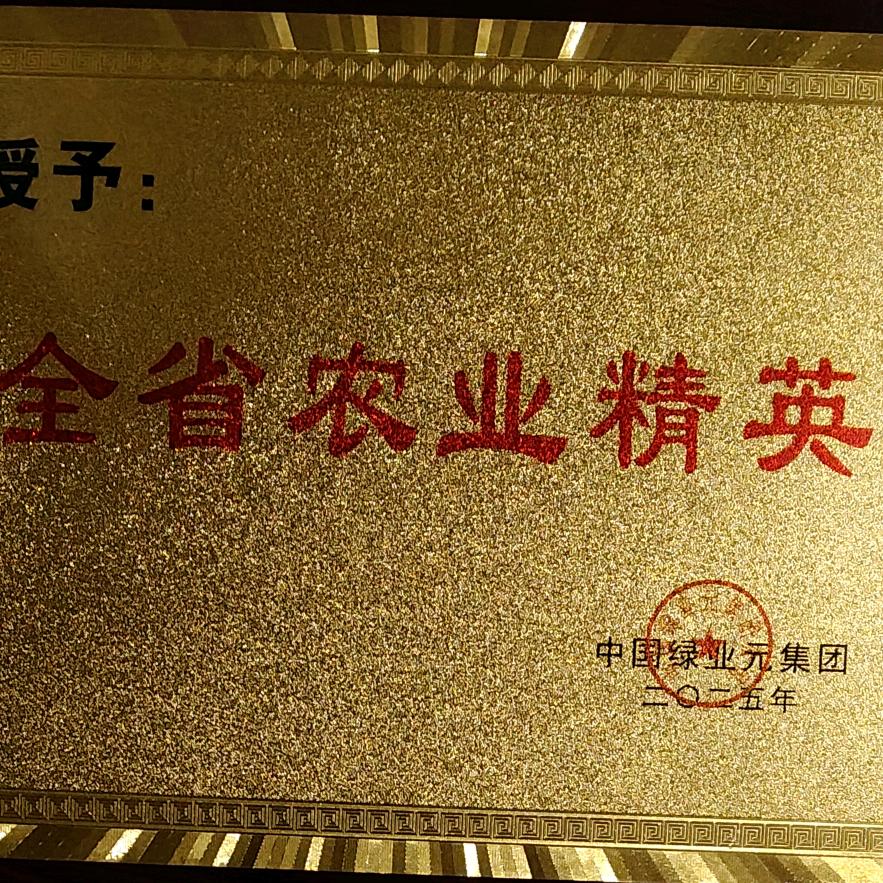 授予：
全省农业精英
中国绿业元集团
二〇二五年